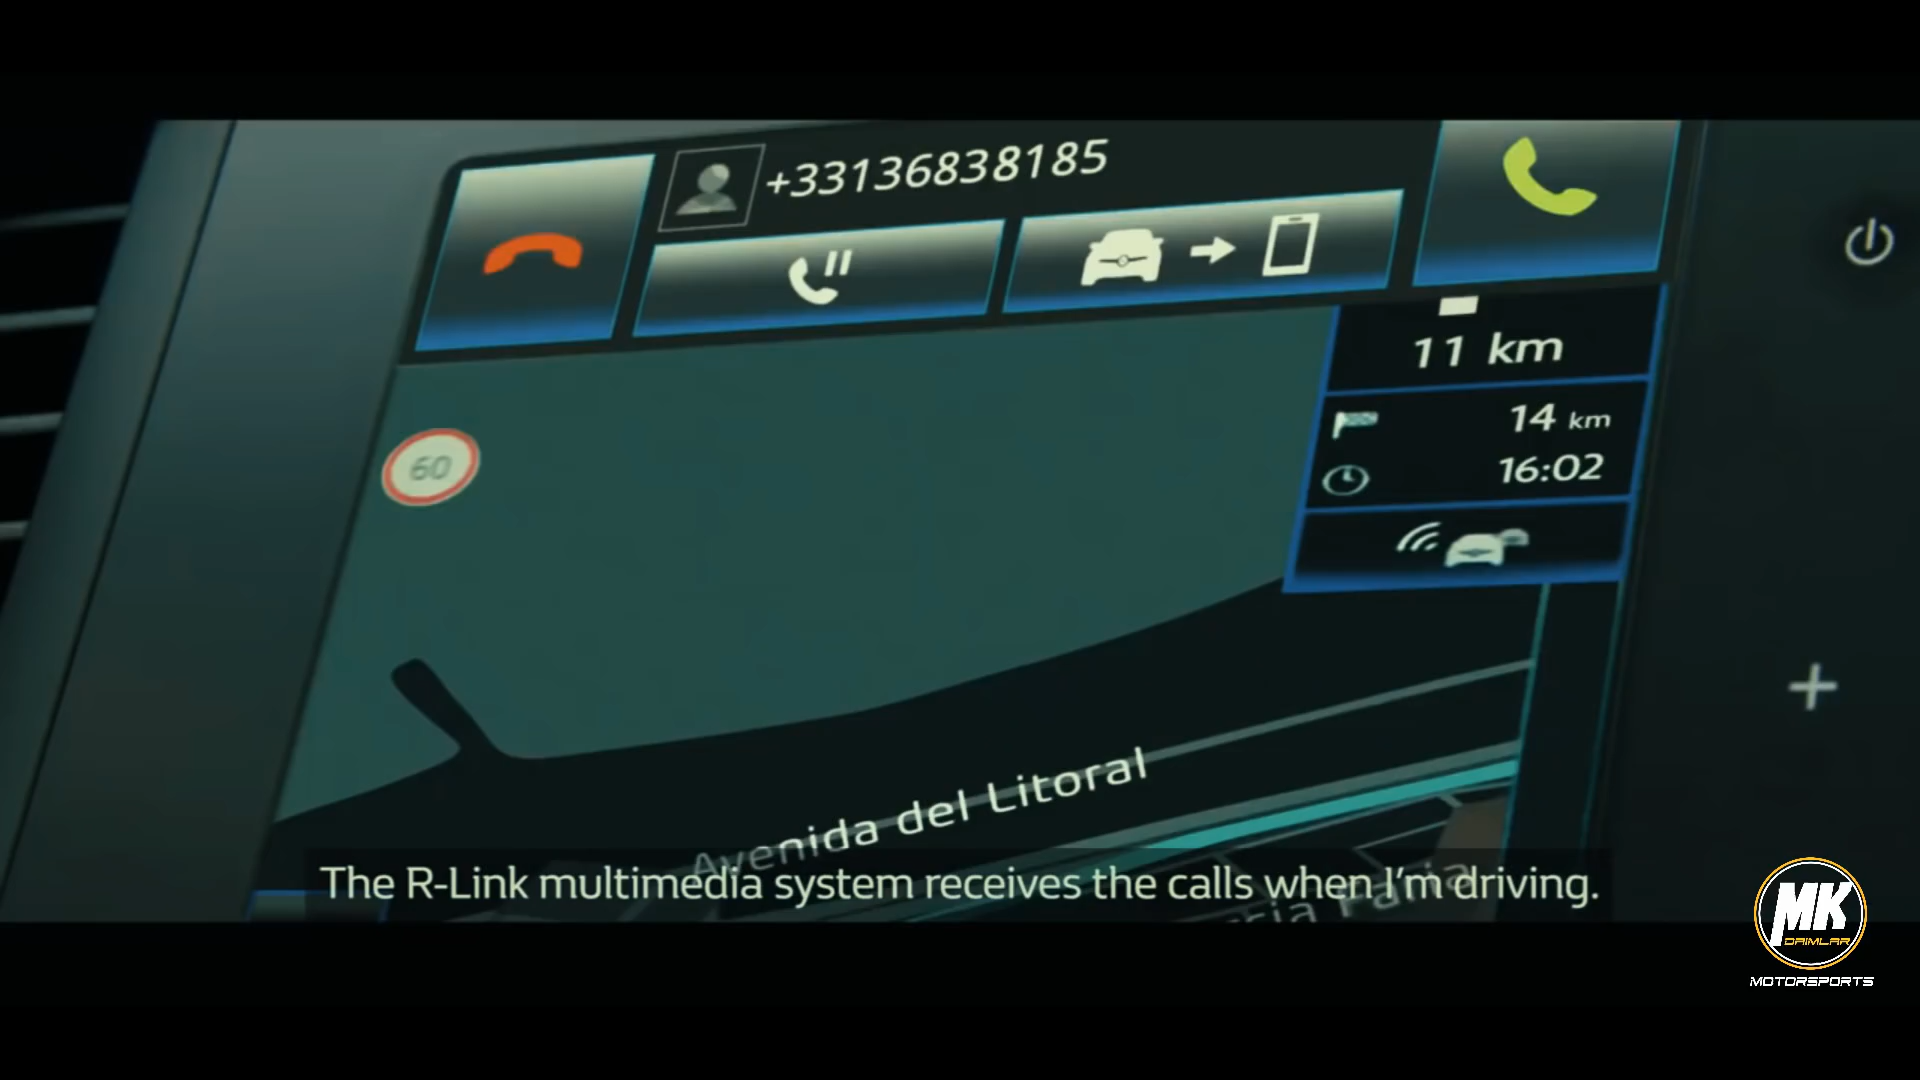 +33136838185
11 km
60
14 km
16:02
Avenida del Litoral
The R-Link multimedia system receives the calls when I'm driving.
MK
DAIMLAR
MOTORSPORTS